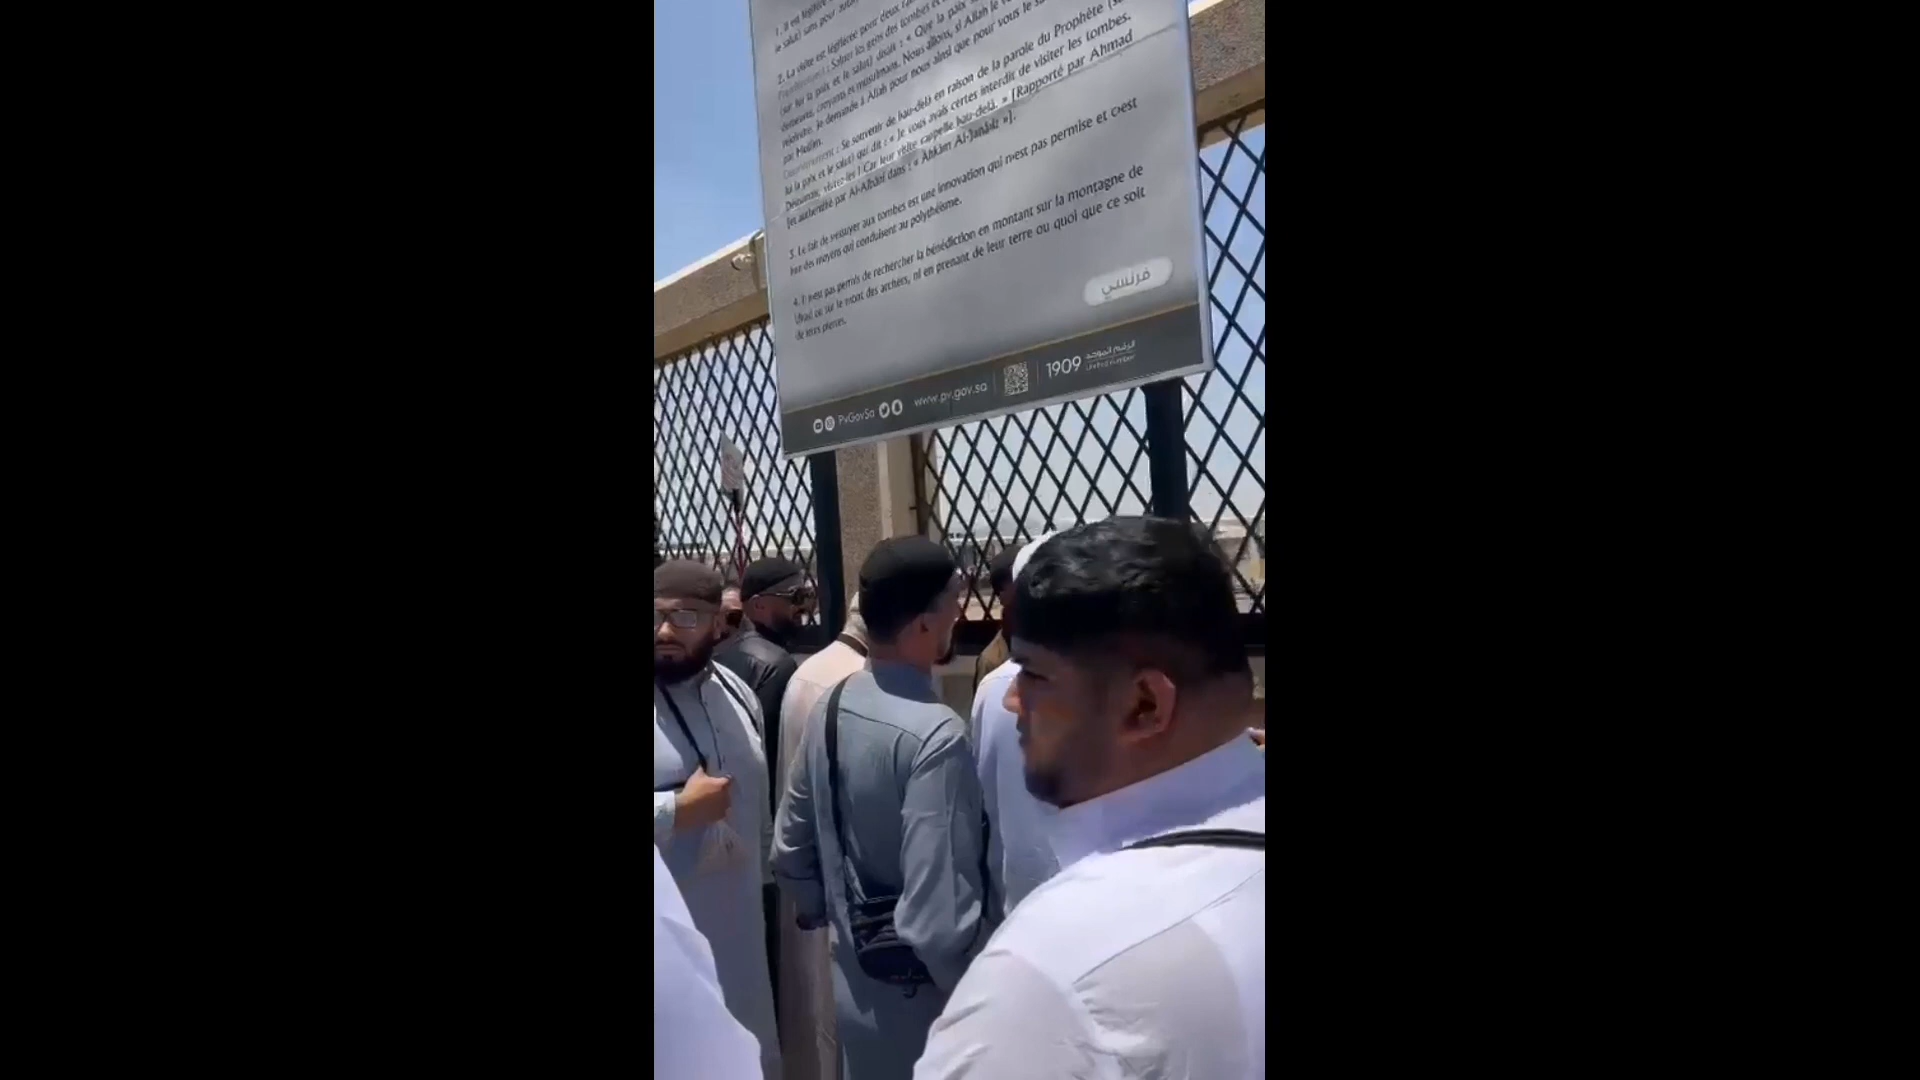 1. Il est légiféré
le salut) sans pour autant
2. La visite est légiférée pour deux
Premièrement : Saluer les gens des tombes et
(sur lui la paix et le salut) disait : « Que la paix
demeures, croyants et musulmans. Nous allons, si Allah le
rejoindre. Je demande à Allah pour nous ainsi que pour vous le
par Muslim.
Deuxièmement : Se souvenir de hau-delà en raison de la parole du Prophète
lui la paix et le salut) qui dit : « Je vous avais certes interdit de visiter les tombes.
Désormais, visitez-les ! Car leur visite rappelle hau-delà. » [Rapporté par Ahmad
[et authentifié par Al-Albânî dans : « Ahkâm Al-Janâ'iz »].
3. Le fait de s'essuyer aux tombes est une innovation qui n›est pas permise et c›est
l›un des moyens qui conduisent au polythéisme.
4. Il n›est pas permis de rechercher la bénédiction en montant sur la montagne de
Uhud ou sur le mont des archers, ni en prenant de leur terre ou quoi que ce soit
de leurs pierres.
فرنسي
PvGovSa www.pv.gov.sa 1909 الرقم الموحد